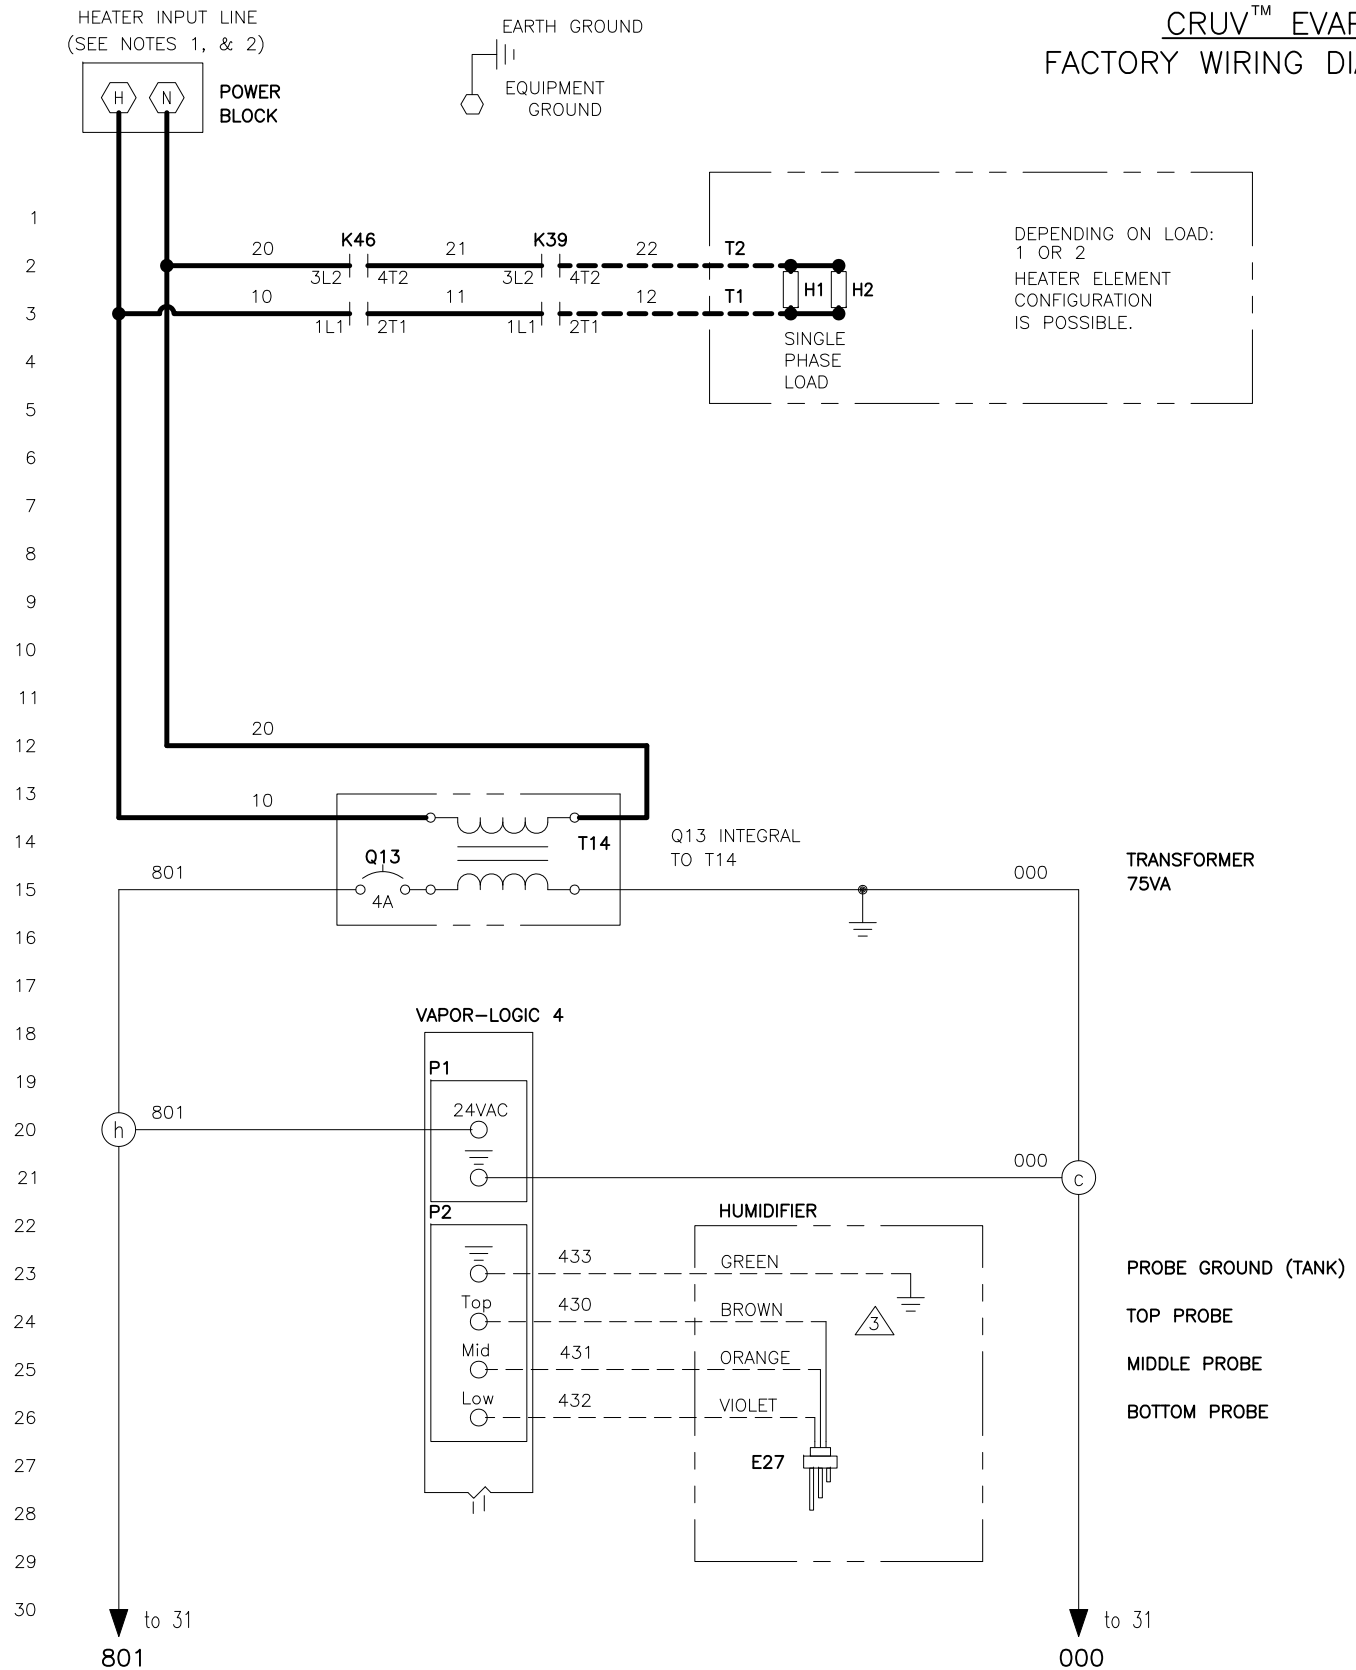 HEATER INPUT LINE
(SEE NOTES 1, & 2)
H N
POWER
BLOCK
EARTH GROUND
EQUIPMENT
GROUND
CRUV™
FACTORY WIRING
1
2
3
4
5
6
7
8
9
10
11
12
13
14
15
16
17
18
19
20
21
22
23
24
25
26
27
28
29
30
20 K46 21 K39 22 T2
3L2 4T2 3L2 4T2
10 11 12 T1
1L1 2T1 1L1 2T1
H1 H2
SINGLE
PHASE
LOAD
DEPENDING ON LOAD:
1 OR 2
HEATER ELEMENT
CONFIGURATION
IS POSSIBLE.
20
10
T14
Q13
4A
Q13 INTEGRAL
TO T14
801
000
TRANSFORMER
75VA
VAPOR-LOGIC 4
P1
24VAC
h 801
000 c
P2
HUMIDIFIER
433 GREEN
Top 430 BROWN
3
Mid 431 ORANGE
Low 432 VIOLET
E27
PROBE GROUND (TANK)
TOP PROBE
MIDDLE PROBE
BOTTOM PROBE
to 31
801
to 31
000